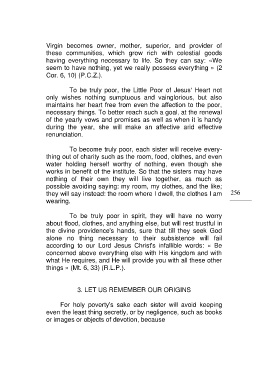 Virgin becomes owner, mother, superior, and provider of
these communities, which grow rich with celestial goods
having everything necessary to life. So they can say: «We
seem to have nothing, yet we really possess everything » (2
Cor. 6, 10) (P.C.Z.).
To be truly poor, the Little Poor of Jesus' Heart not
only wishes nothing sumptuous and vainglorious, but also
maintains her heart free from even the affection to the poor,
necessary things. To better reach such a goal, at the renewal
of the yearly vows and promises as well as when it is handy
during the year, she will make an affective and effective
renunciation.
To become truly poor, each sister will receive every-
thing out of charity such as the room, food, clothes, and even
water holding herself worthy of nothing, even though she
works in benefit of the institute. So that the sisters may have
nothing of their own they will live together, as much as
possible avoiding saying: my room, my clothes, and the like;
they will say instead: the room where I dwell, the clothes I am
wearing.
256
To be truly poor in spirit, they will have no worry
about flood, clothes, and anything else, but will rest trustful in
the divine providence's hands, sure that till they seek God
alone no thing necessary to their subsistence will fail
according to our Lord Jesus Christ's infallible words: « Be
concerned above everything else with His kingdom and with
what He requires, and He will provide you with all these other
things » (Mt. 6, 33) (R.L.P.).
3. LET US REMEMBER OUR ORIGINS
For holy poverty's sake each sister will avoid keeping
even the least thing secretly, or by negligence, such as books
or images or objects of devotion, because